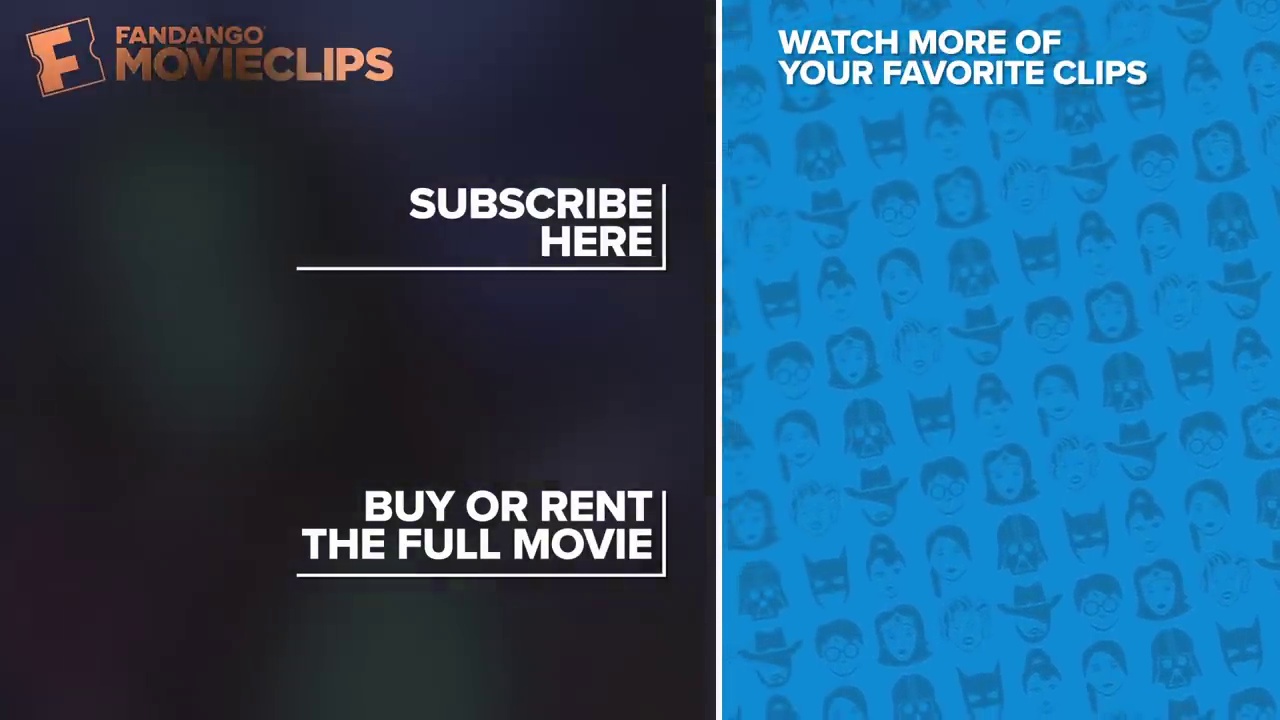 FANDANGO
MOVIECLIPS
SUBSCRIBE
HERE
BUY OR RENT
THE FULL MOVIE
WATCH MORE OF
YOUR FAVORITE CLIPS